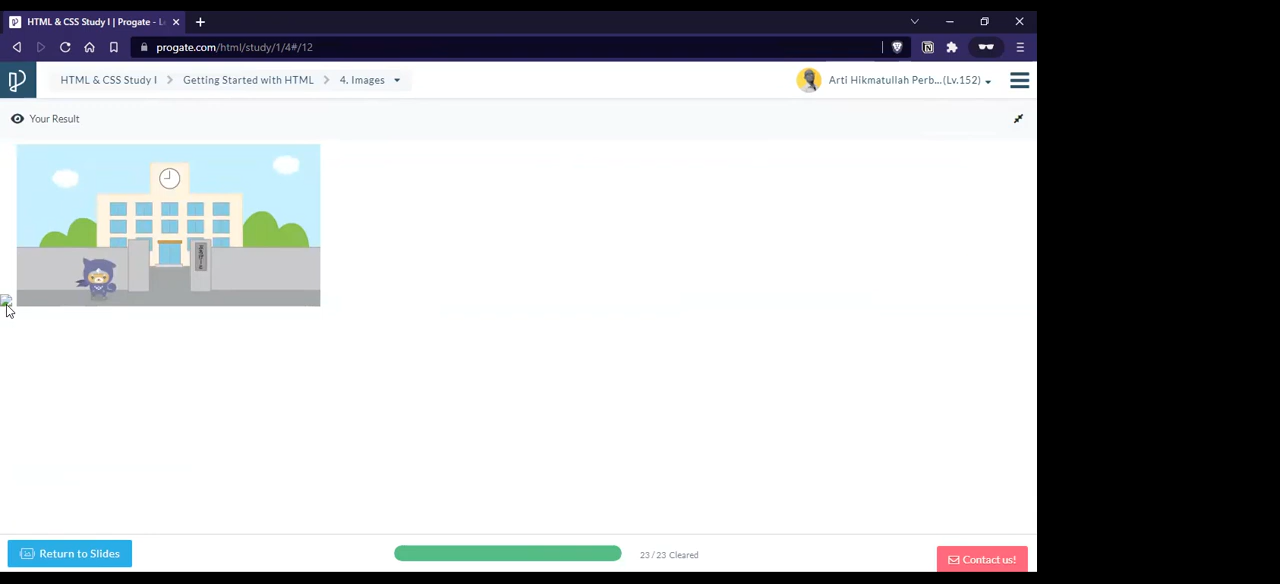 HTML & CSS Study I | Progate - L
progate.com/html/study/1/4#/12
HTML & CSS Study I > Getting Started with HTML > 4. Images
Arti Hikmatullah Perb...(Lv.152)
Your Result
Return to Slides
23 / 23 Cleared
Contact us!